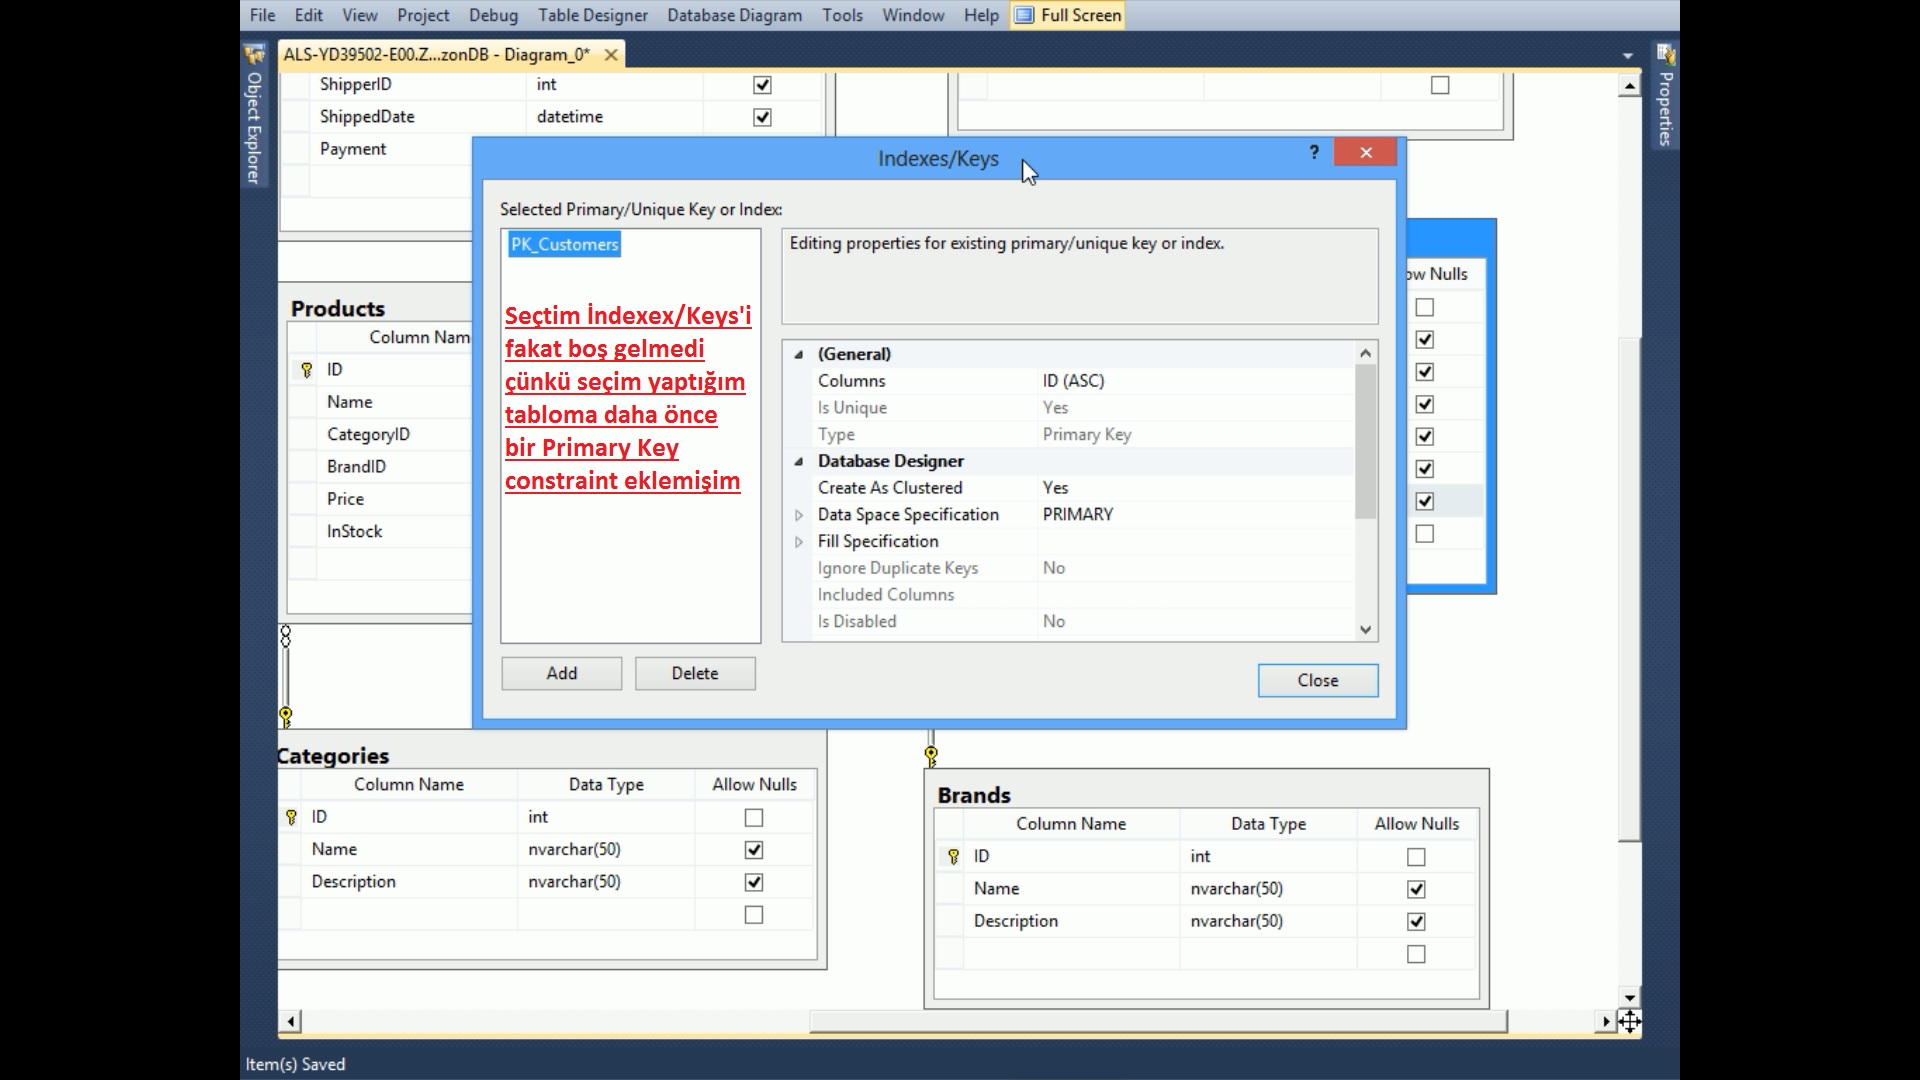 File Edit View Project Debug Table Designer Database Diagram Tools Window Help Full Screen
ALS-YD39502-E00.Z...zonDB - Diagram_0*
Object Explorer
Properties
ShipperID int
ShippedDate datetime
Payment
Indexes/Keys
?
Selected Primary/Unique Key or Index:
PK_Customers
Editing properties for existing primary/unique key or index.
Seçtim İndexex/Keys'i
fakat boş gelmedi
çünkü seçim yaptığım
tabloma daha önce
bir Primary Key
constraint eklemişim
(General)
Columns ID (ASC)
Is Unique Yes
Type Primary Key
Database Designer
Create As Clustered Yes
Data Space Specification PRIMARY
Fill Specification
Ignore Duplicate Keys No
Included Columns
Is Disabled No
Add Delete
Close
ow Nulls
Products
Column Nam
ID
Name
CategoryID
BrandID
Price
InStock
Categories
Column Name Data Type Allow Nulls
ID int
Name nvarchar(50)
Description nvarchar(50)
Brands
Column Name Data Type Allow Nulls
ID int
Name nvarchar(50)
Description nvarchar(50)
Item(s) Saved